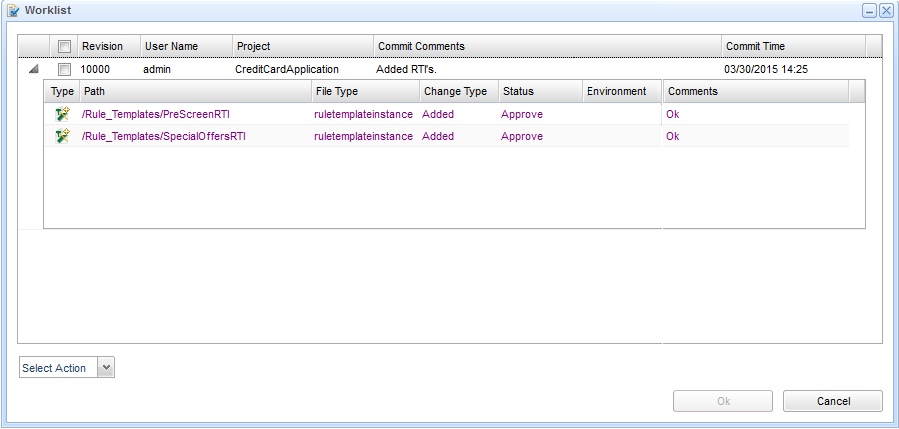 Worklist
Revision User Name Project Commit Comments Commit Time
10000 admin CreditCardApplication Added RTI's. 03/30/2015 14:25
Type Path File Type Change Type Status Environment Comments
/Rule_Templates/PreScreenRTI ruletemplateinstance Added Approve Ok
/Rule_Templates/SpecialOffersRTI ruletemplateinstance Added Approve Ok
Select Action
Ok Cancel